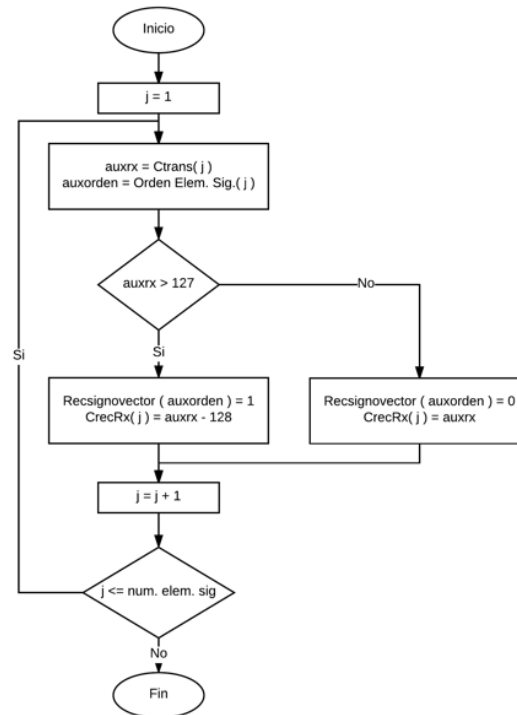 Inicio
j = 1
auxrx = Ctrans( j )
auxorden = Orden Elem. Sig.( j )
auxrx > 127
No
Si
Si
Recsignovector ( auxorden ) = 1
CrecRx( j ) = auxrx - 128
Recsignovector ( auxorden ) = 0
CrecRx( j ) = auxrx
j = j + 1
j <= num. elem. sig
No
Fin